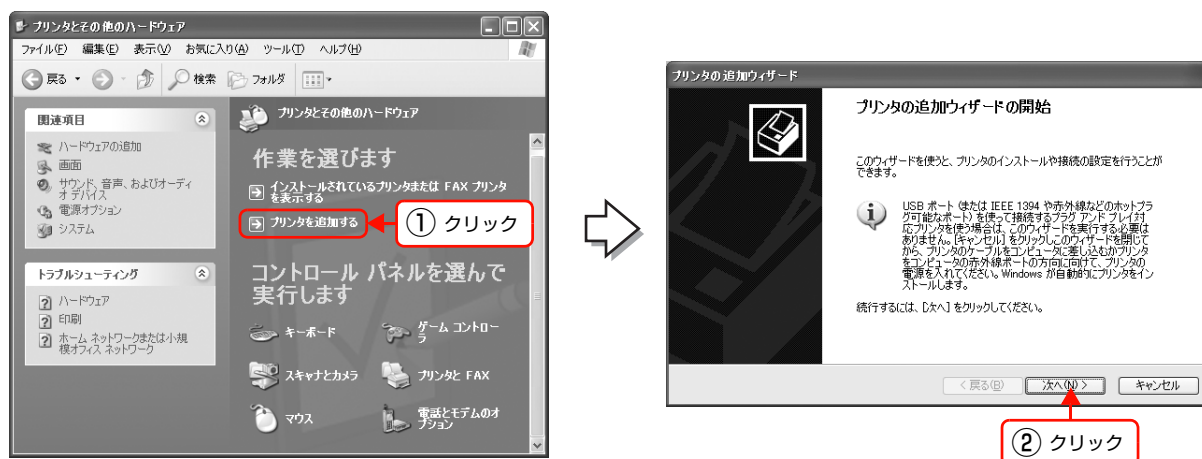 プリンタとその他のハードウェア
ファイル(F) 編集(E) 表示(V) お気に入り(A) ツール(T) ヘルプ(H)
戻る 検索 フォルダ
関連項目
ハードウェアの追加
画面
サウンド、音声、およびオーディ
オ デバイス
電源オプション
システム
トラブルシューティング
ハードウェア
印刷
ホーム ネットワークまたは小規
模オフィス ネットワーク
プリンタとその他のハードウェア
作業を選びます
インストールされているプリンタまたは FAX プリンタ
を表示する
プリンタを追加する
① クリック
コントロール パネルを選んで
実行します
キーボード
ゲーム コントロー
ラ
スキャナとカメラ
プリンタと FAX
マウス
電話とモデムのオ
プション
プリンタの追加ウィザード
プリンタの追加ウィザードの開始
このウィザードを使うと、プリンタのインストールや接続の設定を行うことが
できます。
USB ポート (または IEEE 1394 や赤外線などのホットプラ
グ可能なポート) を使って接続するプラグ アンド プレイ対
応プリンタを使う場合は、このウィザードを実行する必要は
ありません。[キャンセル] をクリックしこのウィザードを閉じて
から、プリンタのケーブルをコンピュータに差し込むかプリンタ
をコンピュータの赤外線ポートの方向に向けて、プリンタの
電源を入れてください。Windows が自動的にプリンタをイン
ストールします。
続行するには、[次へ] をクリックしてください。
< 戻る(B) 次へ(N) > キャンセル
② クリック